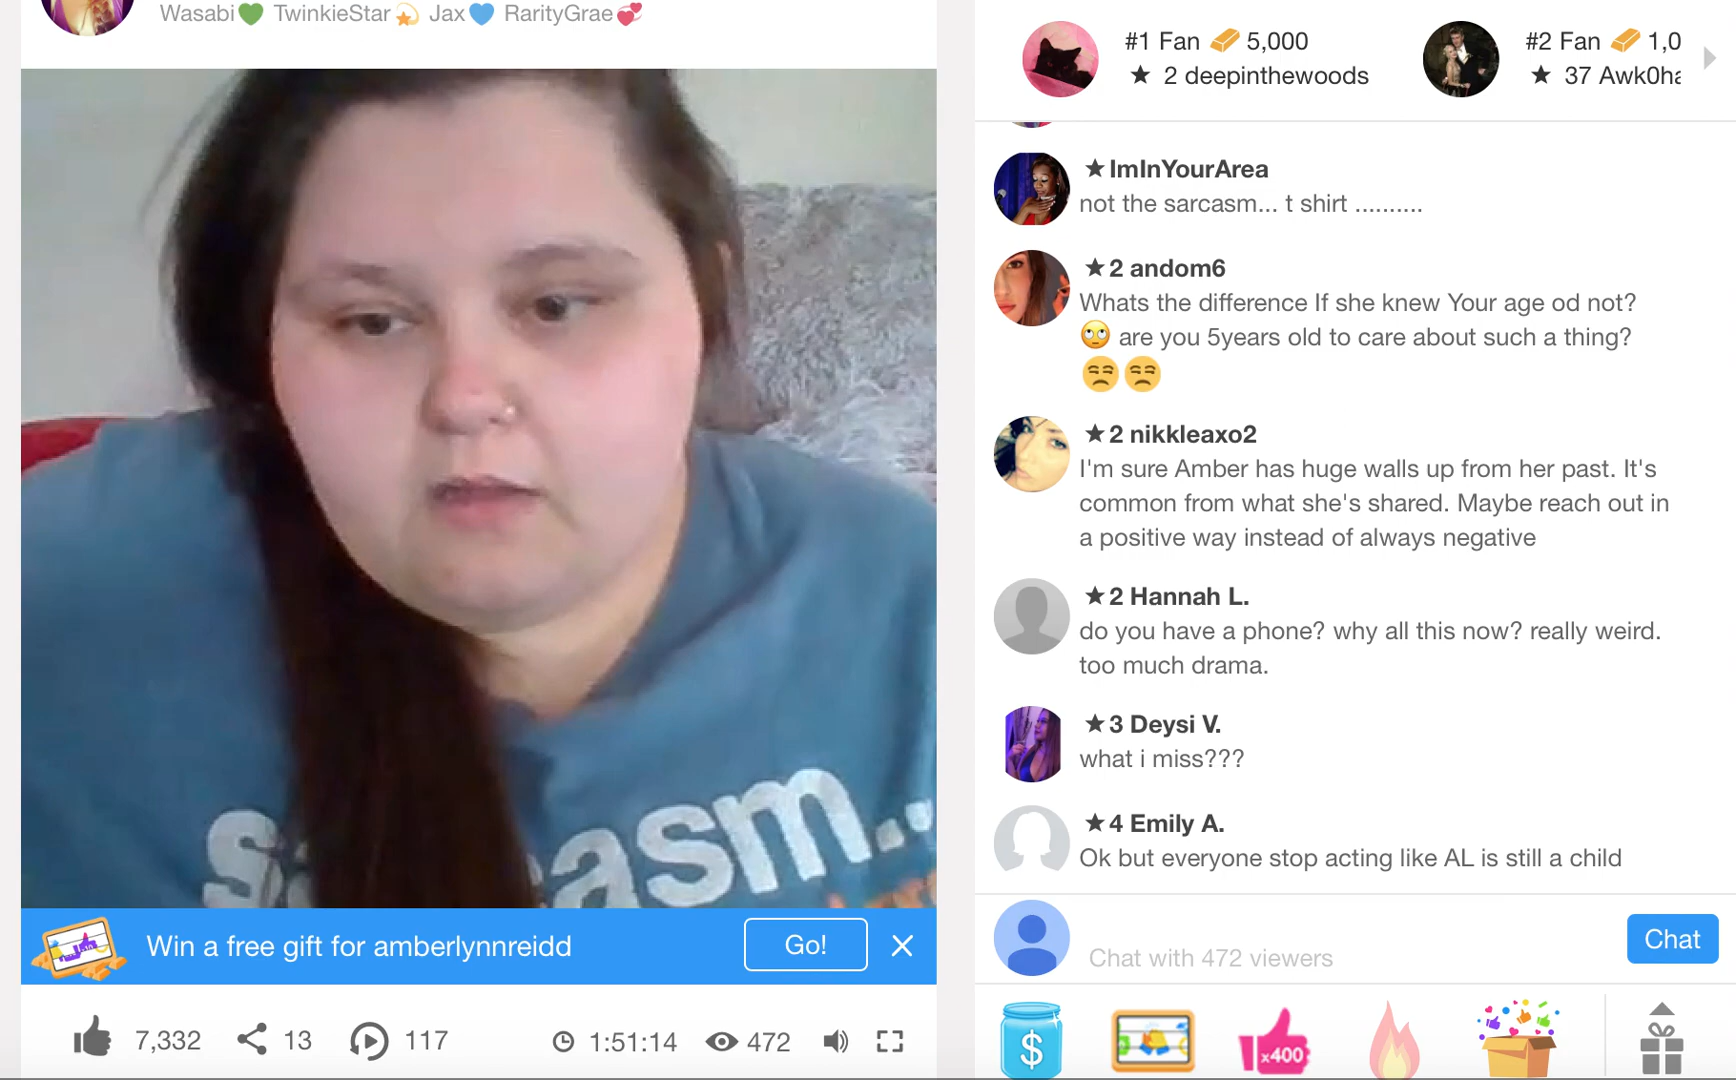 Wasabi💚 TwinkieStar💫 Jax💙 RarityGrae💞
#1 Fan 5,000
★ 2 deepinthewoods
#2 Fan 1,0
★ 37 Awk0ha
★ImInYourArea
not the sarcasm... t shirt ..........
★2 andom6
Whats the difference If she knew Your age od not?
🙄 are you 5years old to care about such a thing?
😒😒
★2 nikkleaxo2
I'm sure Amber has huge walls up from her past. It's
common from what she's shared. Maybe reach out in
a positive way instead of always negative
★2 Hannah L.
do you have a phone? why all this now? really weird.
too much drama.
★3 Deysi V.
what i miss???
★4 Emily A.
Ok but everyone stop acting like AL is still a child
asm..
Win a free gift for amberlynnreidd
Go!
Chat with 472 viewers
Chat
7,332
13
117
1:51:14
472
$
x400